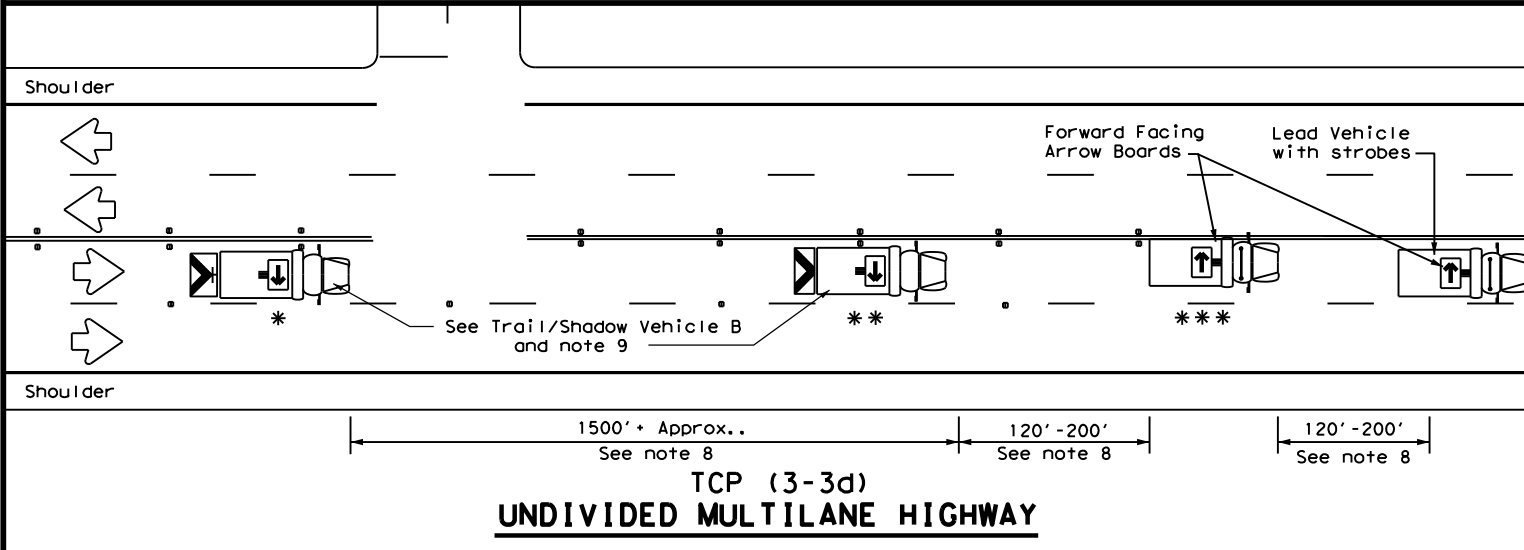 Shoulder
Forward Facing
Arrow Boards
Lead Vehicle
with strobes
*
**
***
See Trail/Shadow Vehicle B
and note 9
Shoulder
1500'+ Approx..
See note 8
120'-200'
See note 8
120'-200'
See note 8
TCP (3-3d)
UNDIVIDED MULTILANE HIGHWAY